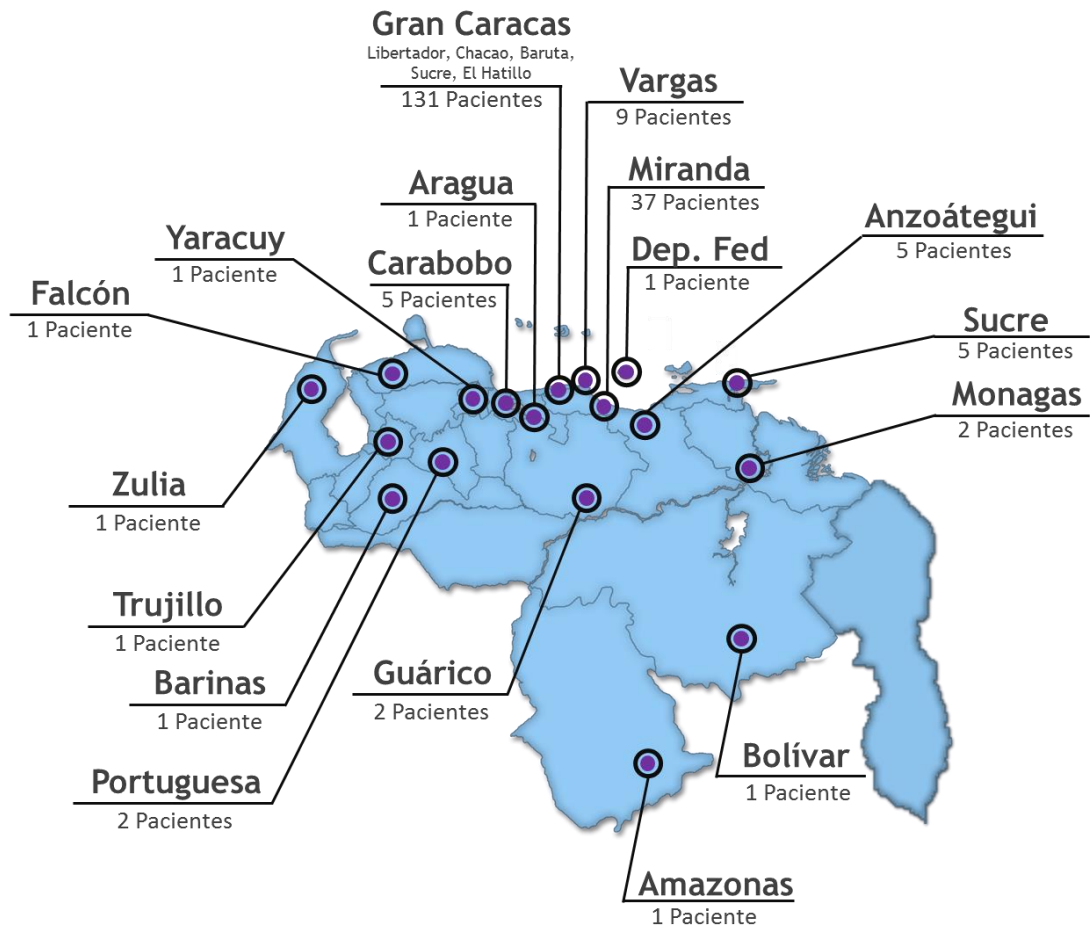 Gran Caracas
Libertador, Chacao, Baruta,
Sucre, El Hatillo
131 Pacientes
Vargas
9 Pacientes
Miranda
37 Pacientes
Aragua
1 Paciente
Anzoátegui
5 Pacientes
Yaracuy
1 Paciente
Carabobo
5 Pacientes
Dep. Fed
1 Paciente
Falcón
1 Paciente
Sucre
5 Pacientes
Monagas
2 Pacientes
Zulia
1 Paciente
Trujillo
1 Paciente
Barinas
1 Paciente
Guárico
2 Pacientes
Portuguesa
2 Pacientes
Bolívar
1 Paciente
Amazonas
1 Paciente